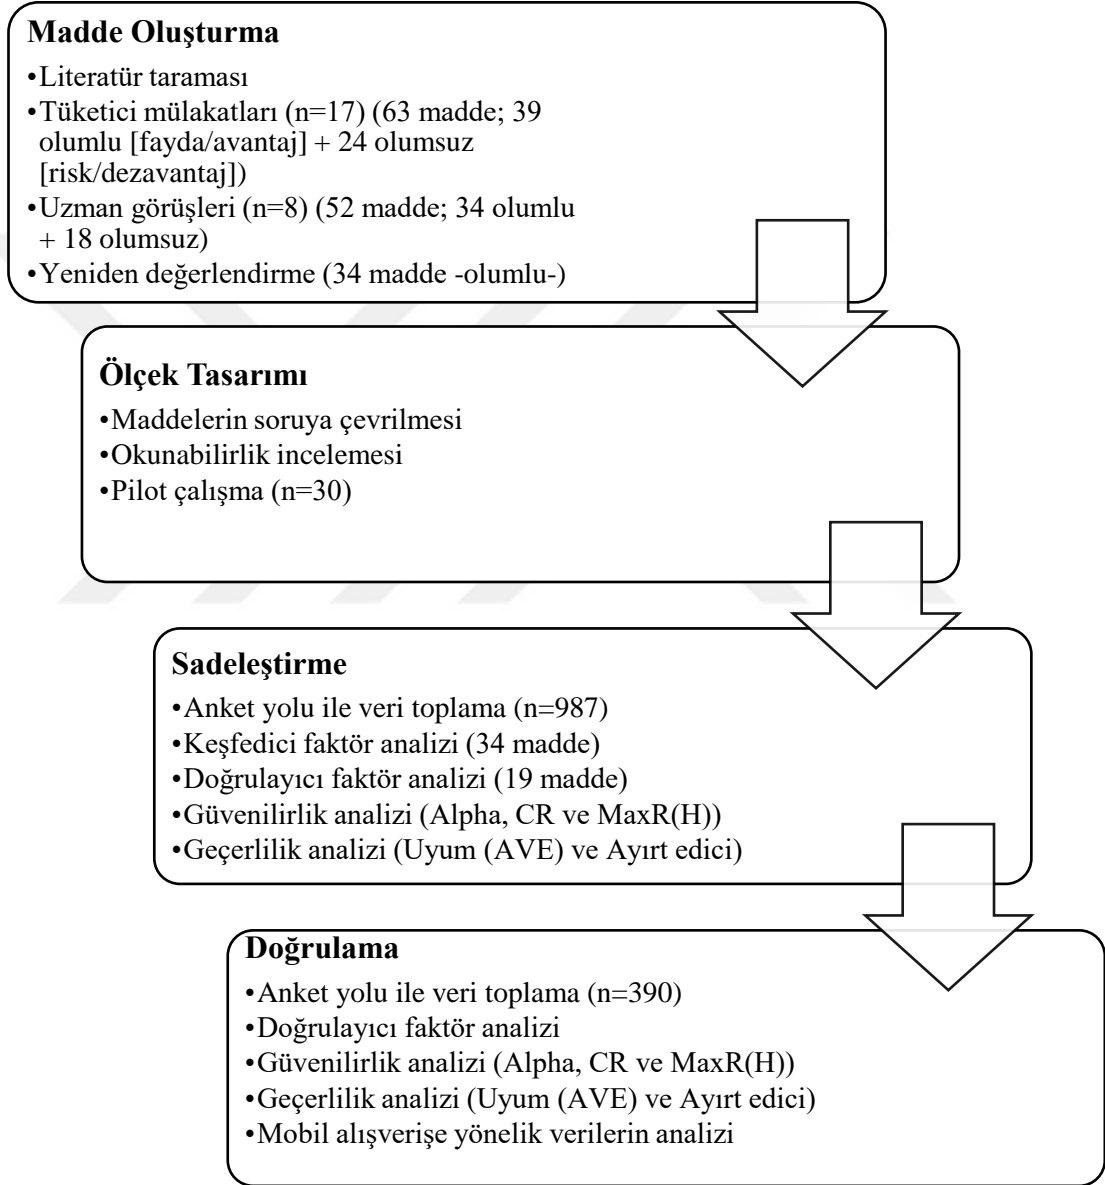 Madde Oluşturma
•Literatür taraması
•Tüketici mülakatları (n=17) (63 madde; 39
olumlu [fayda/avantaj] + 24 olumsuz
[risk/dezavantaj])
•Uzman görüşleri (n=8) (52 madde; 34 olumlu
+ 18 olumsuz)
•Yeniden değerlendirme (34 madde -olumlu-)
Ölçek Tasarımı
•Maddelerin soruya çevrilmesi
•Okunabilirlik incelemesi
•Pilot çalışma (n=30)
Sadeleştirme
•Anket yolu ile veri toplama (n=987)
•Keşfedici faktör analizi (34 madde)
•Doğrulayıcı faktör analizi (19 madde)
•Güvenilirlik analizi (Alpha, CR ve MaxR(H))
•Geçerlilik analizi (Uyum (AVE) ve Ayırt edici)
Doğrulama
•Anket yolu ile veri toplama (n=390)
•Doğrulayıcı faktör analizi
•Güvenilirlik analizi (Alpha, CR ve MaxR(H))
•Geçerlilik analizi (Uyum (AVE) ve Ayırt edici)
•Mobil alışverişe yönelik verilerin analizi